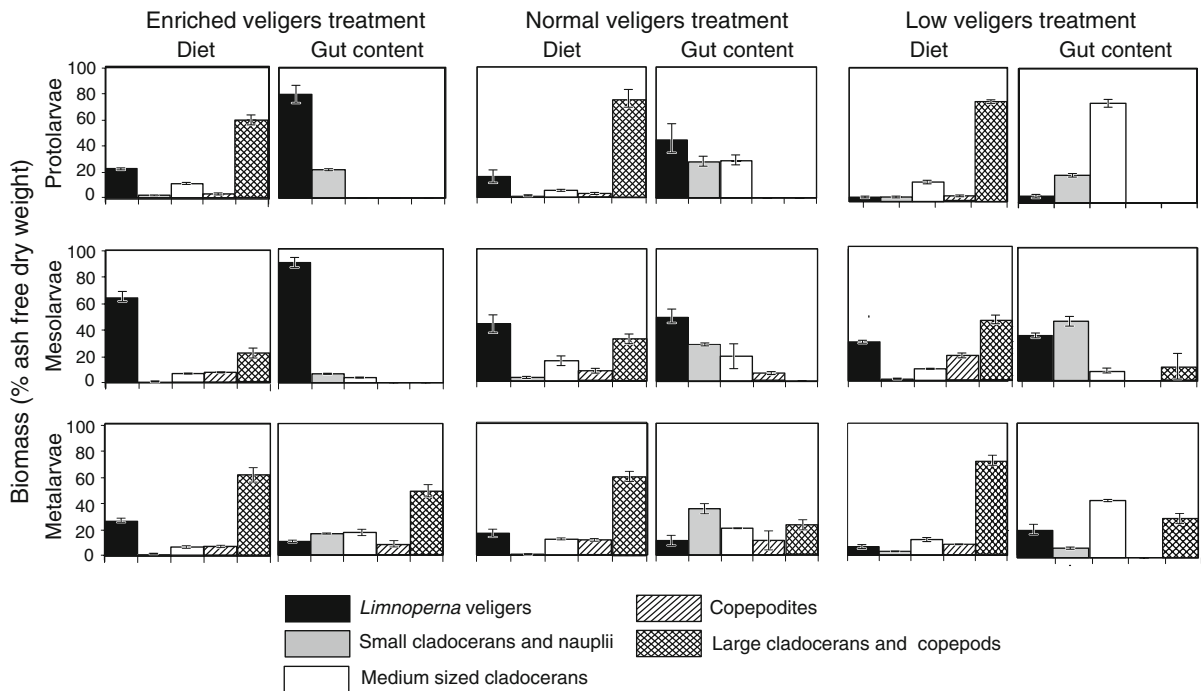 Enriched veligers treatment Normal veligers treatment Low veligers treatment
Diet Gut content Diet Gut content Diet Gut content
Biomass (% ash free dry weight)
Protolarvae
100
80
60
40
20
0
Mesolarvae
100
80
60
40
20
0
Metalarvae
100
80
60
40
20
0
Limnoperna veligers
Small cladocerans and nauplii
Medium sized cladocerans
Copepodites
Large cladocerans and copepods